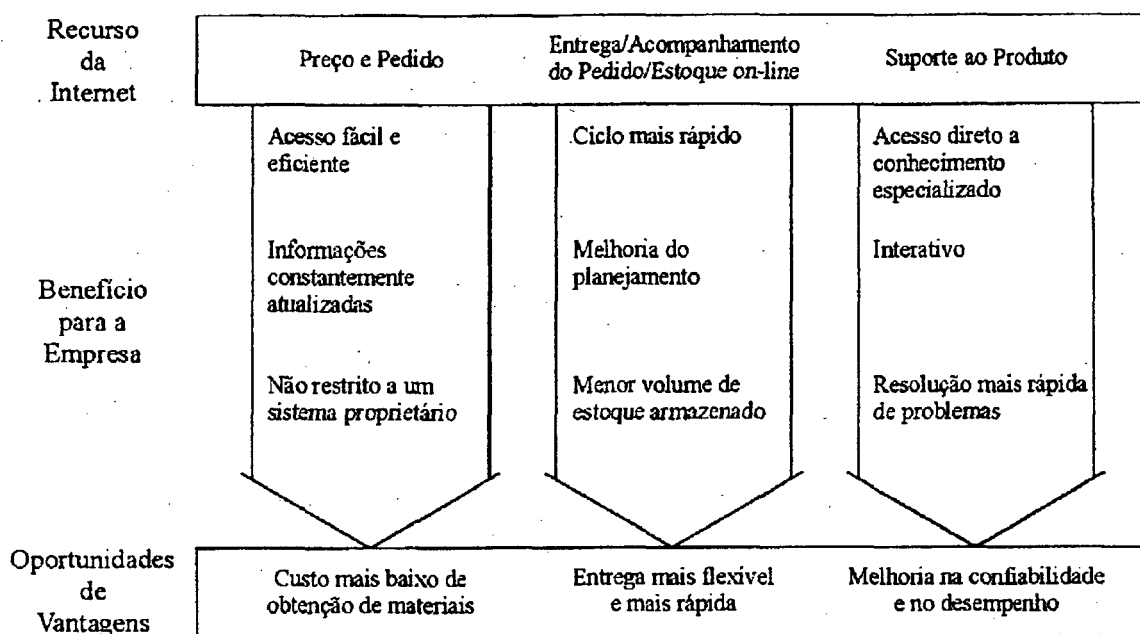 Recurso
da
Internet
Preço e Pedido
Entrega/Acompanhamento
do Pedido/Estoque on-line
Suporte ao Produto
Benefício
para a
Empresa
Acesso fácil e
eficiente
Informações
constantemente
atualizadas
Não restrito a um
sistema proprietário
Ciclo mais rápido
Melhoria do
planejamento
Menor volume de
estoque armazenado
Acesso direto a
conhecimento
especializado
Interativo
Resolução mais rápida
de problemas
Oportunidades
de
Vantagens
Custo mais baixo de
obtenção de materiais
Entrega mais flexível
e mais rápida
Melhoria na confiabilidade
e no desempenho